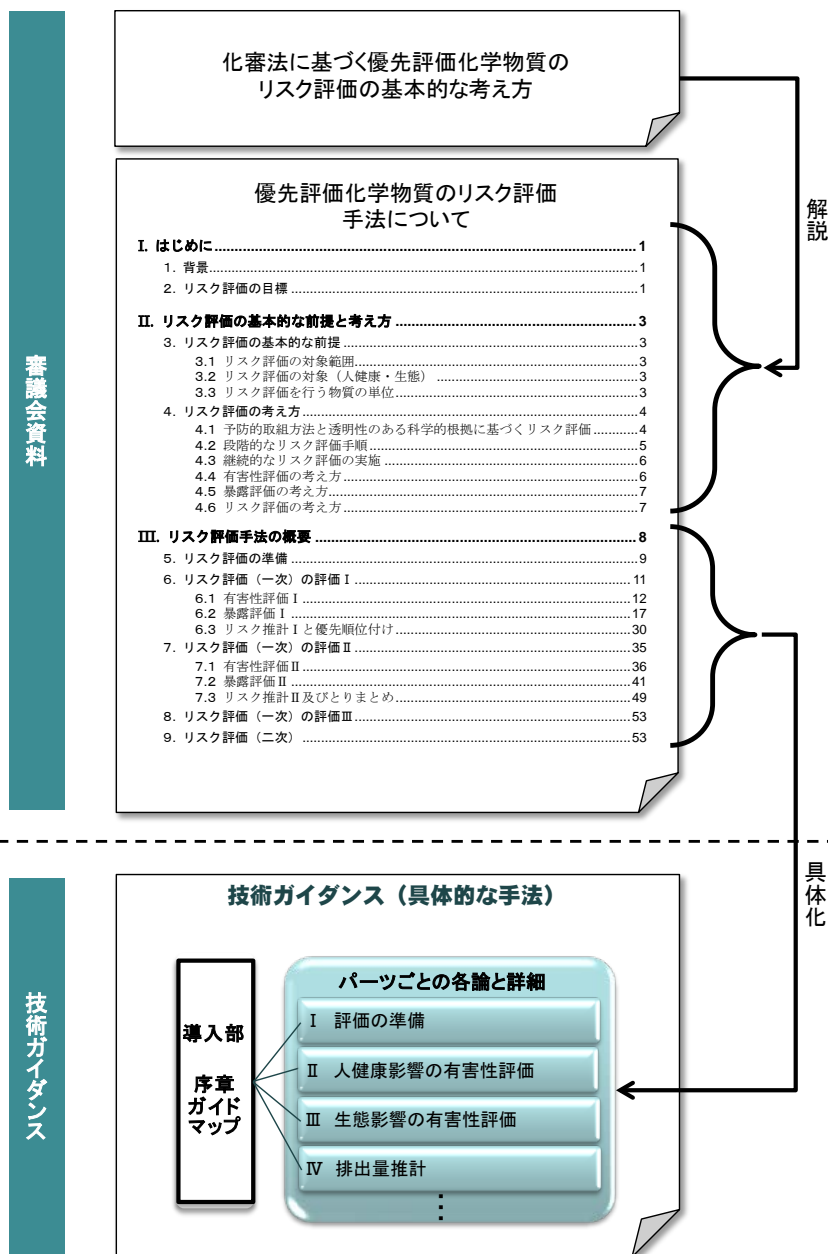 化審法に基づく優先評価化学物質の
リスク評価の基本的な考え方
解説
審議会資料
優先評価化学物質のリスク評価
手法について
Ⅰ. はじめに ... 1
1. 背景 ... 1
2. リスク評価の目標 ... 1
Ⅱ. リスク評価の基本的な前提と考え方 ... 3
3. リスク評価の基本的な前提 ... 3
3.1 リスク評価の対象範囲 ... 3
3.2 リスク評価の対象（人健康・生態） ... 3
3.3 リスク評価を行う物質の単位 ... 3
4. リスク評価の考え方 ... 4
4.1 予防的取組方法と透明性のある科学的根拠に基づくリスク評価 ... 4
4.2 段階的なリスク評価手順 ... 5
4.3 継続的なリスク評価の実施 ... 6
4.4 有害性評価の考え方 ... 6
4.5 暴露評価の考え方 ... 7
4.6 リスク評価の考え方 ... 7
Ⅲ. リスク評価手法の概要 ... 8
5. リスク評価の準備 ... 9
6. リスク評価（一次）の評価Ⅰ ... 11
6.1 有害性評価Ⅰ ... 12
6.2 暴露評価Ⅰ ... 17
6.3 リスク推計Ⅰと優先順位付け ... 30
7. リスク評価（一次）の評価Ⅱ ... 35
7.1 有害性評価Ⅱ ... 36
7.2 暴露評価Ⅱ ... 41
7.3 リスク推計Ⅱ及びとりまとめ ... 49
8. リスク評価（一次）の評価Ⅲ ... 53
9. リスク評価（二次） ... 53
具体化
技術ガイダンス
技術ガイダンス（具体的な手法）
導入部
序章
ガイド
マップ
パーツごとの各論と詳細
Ⅰ 評価の準備
Ⅱ 人健康影響の有害性評価
Ⅲ 生態影響の有害性評価
Ⅳ 排出量推計
⋮